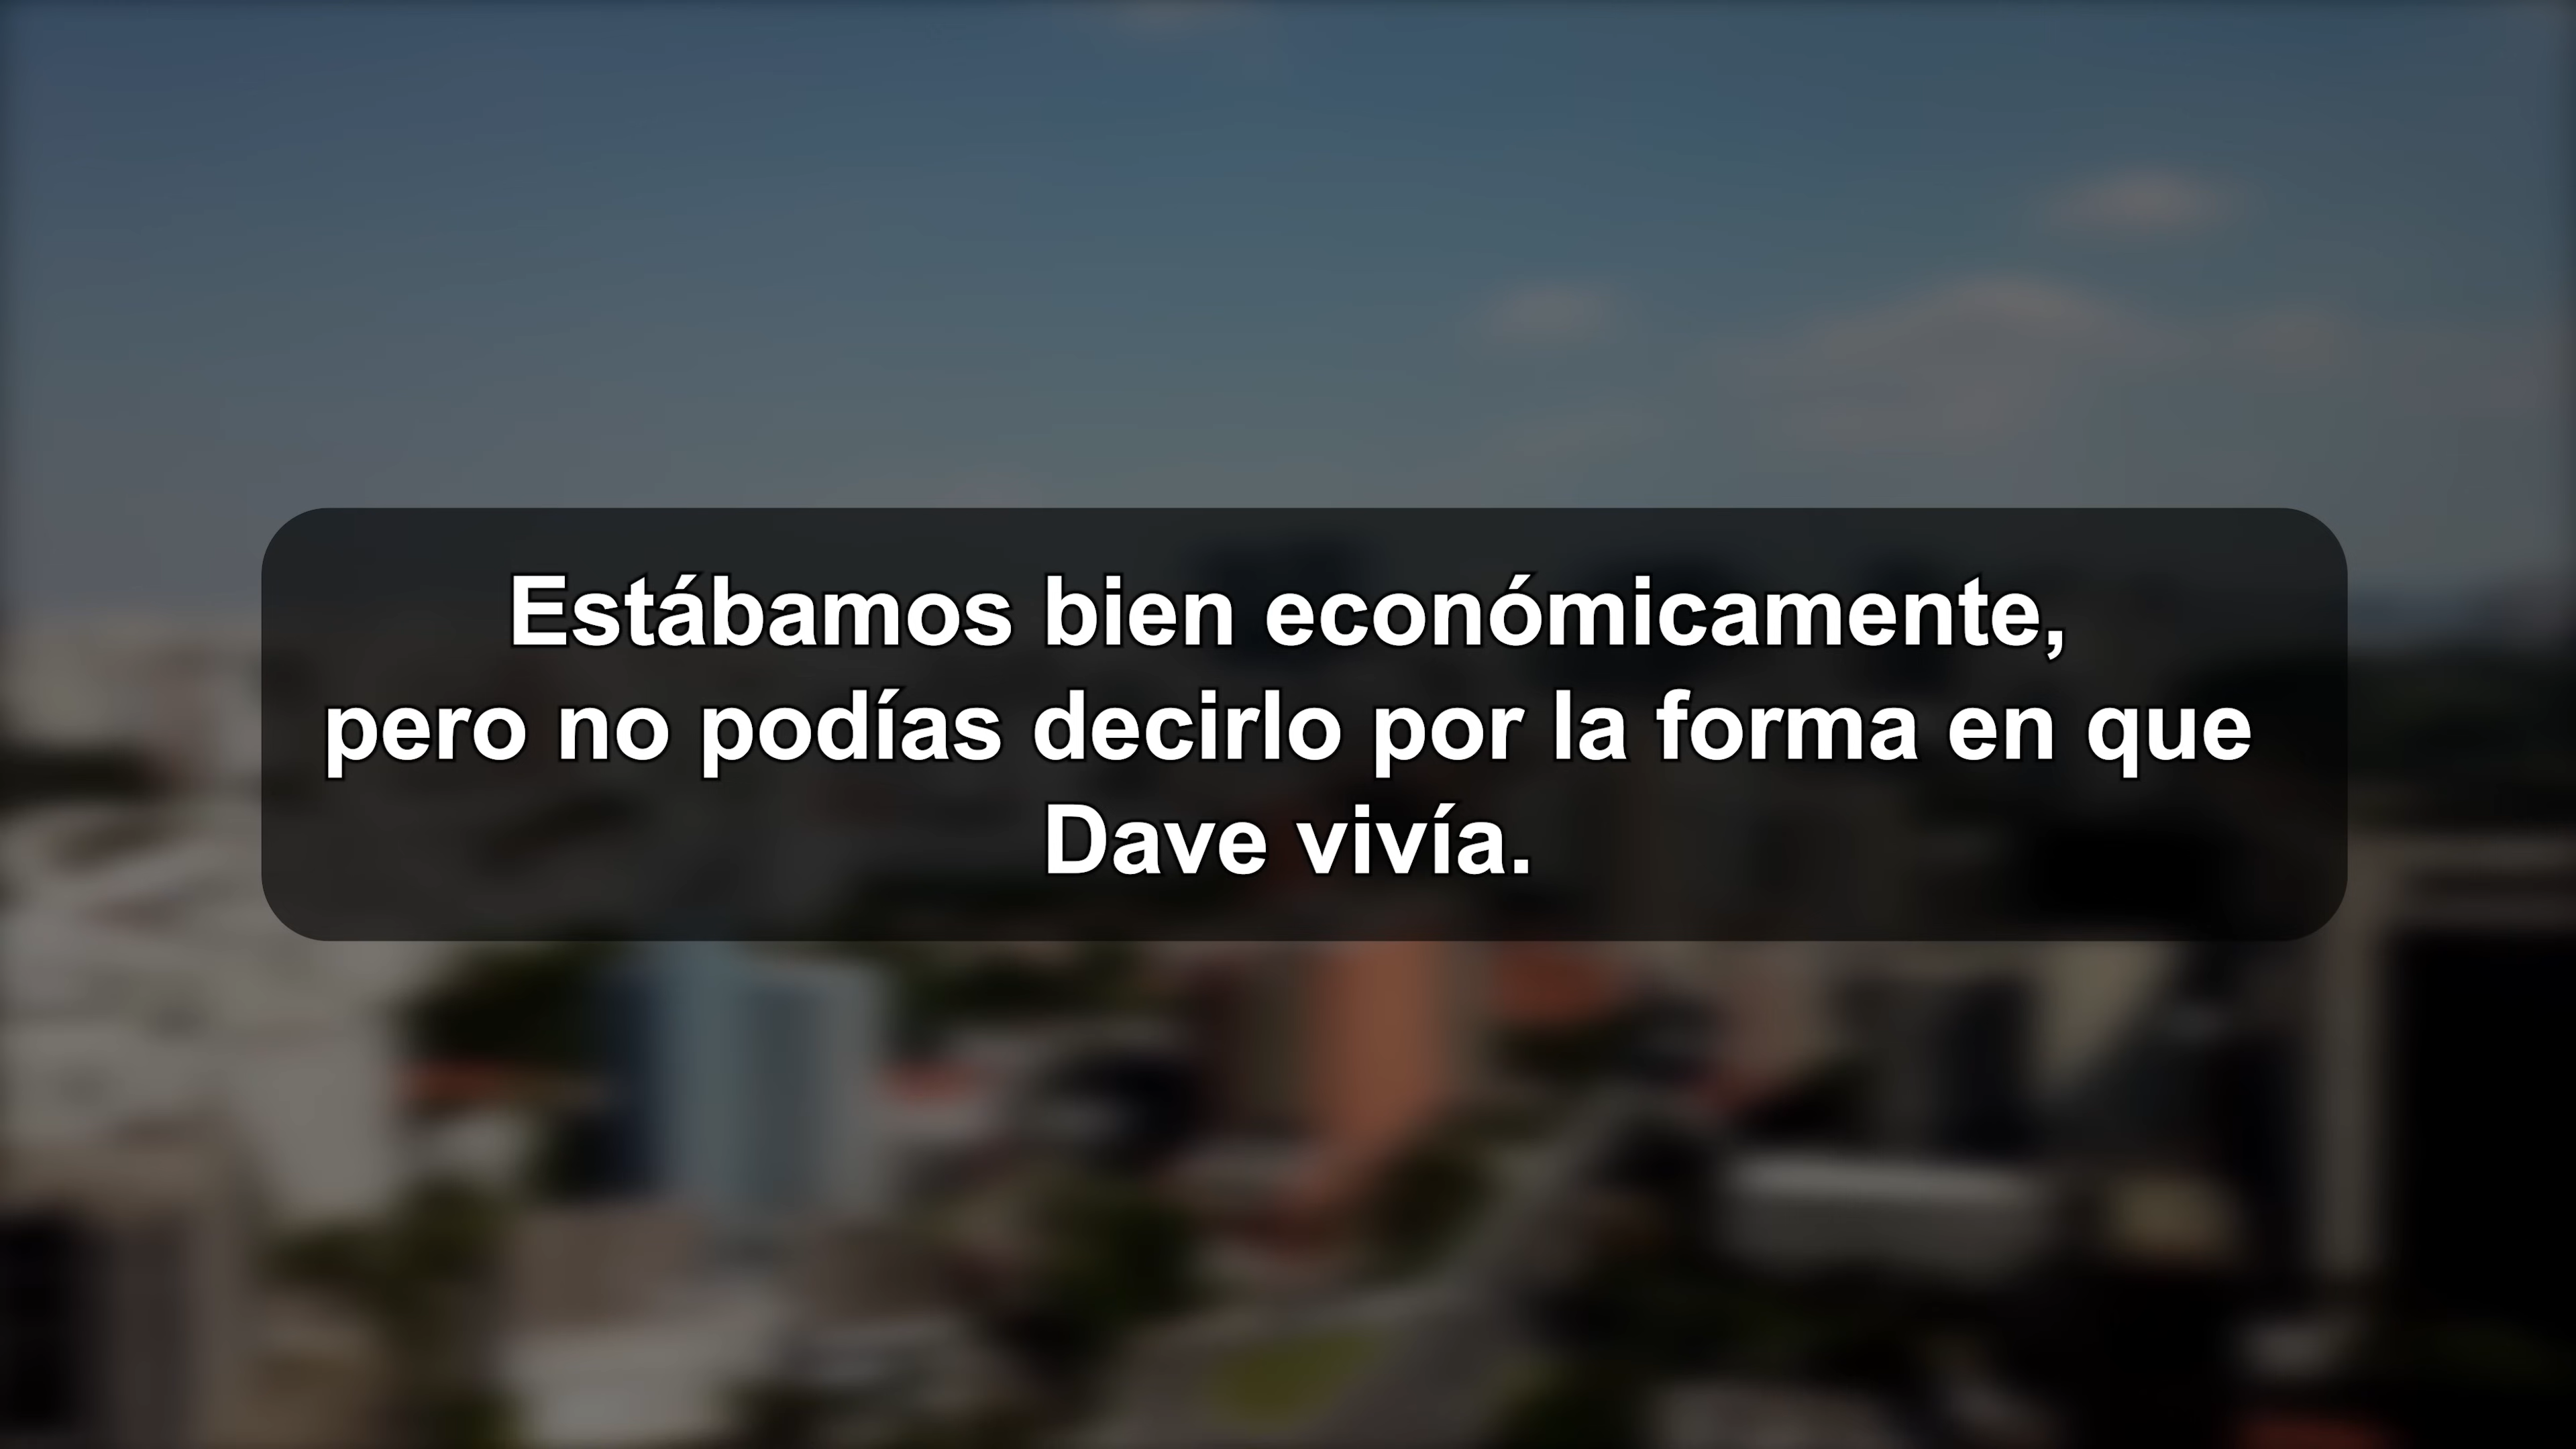 Estábamos bien económicamente,
pero no podías decirlo por la forma en que
Dave vivía.